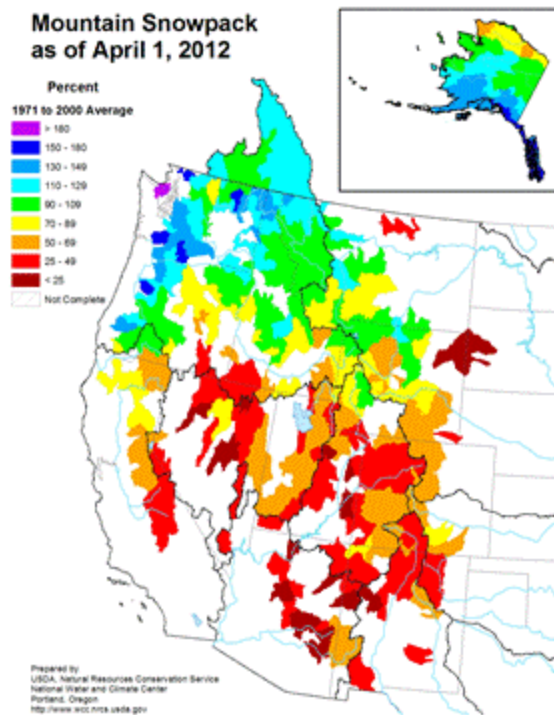 Mountain Snowpack
as of April 1, 2012
Percent
1971 to 2000 Average
> 180
150 - 180
130 - 149
110 - 129
90 - 109
70 - 89
50 - 69
25 - 49
< 25
Not Complete
Prepared by
USDA, Natural Resources Conservation Service
National Water and Climate Center
Portland, Oregon
http://www.wcc.nrcs.usda.gov